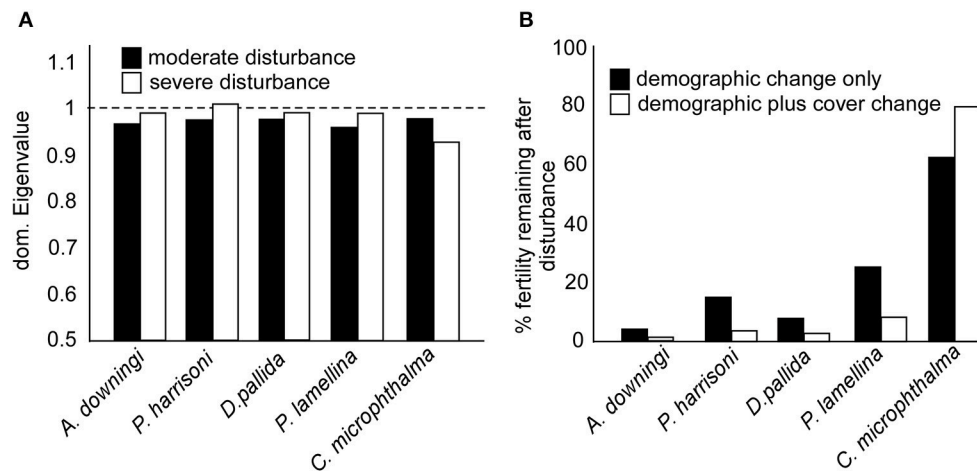 A
dom. Eigenvalue
1.1
1
0.9
0.8
0.7
0.6
0.5
moderate disturbance
severe disturbance
A. downingi
P. harrisoni
D.pallida
P. lamellina
C. microphthalma
B
% fertility remaining after
disturbance
100
80
60
40
20
0
demographic change only
demographic plus cover change
A. downingi
P. harrisoni
D.pallida
P. lamellina
C. microphthalma